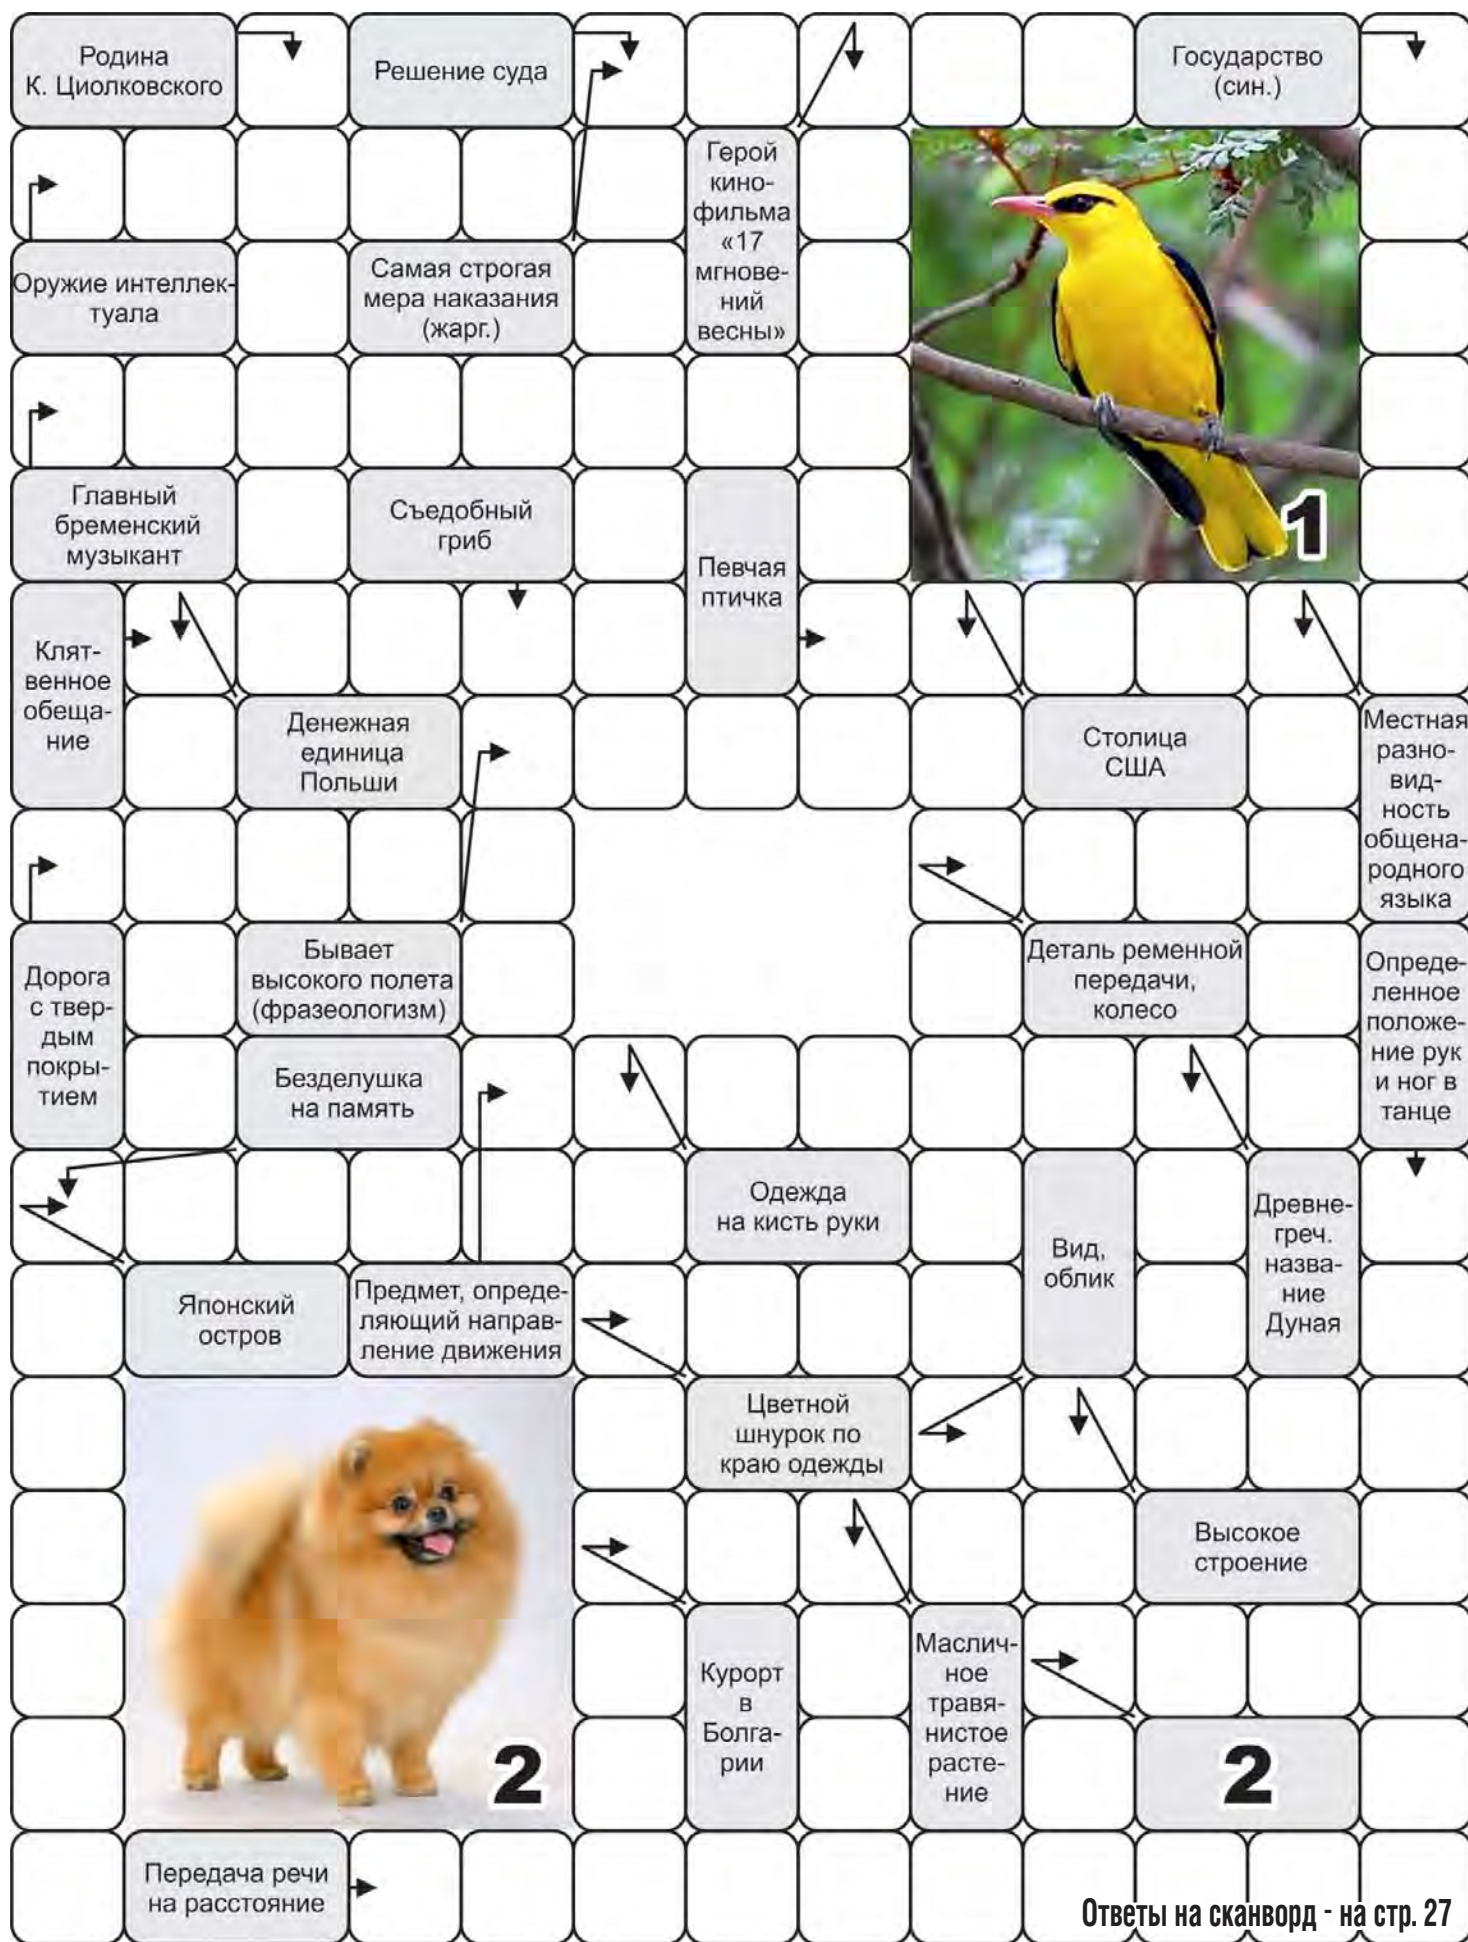 Родина
К. Циолковского
Решение суда
Государство
(син.)
Герой
кино-
фильма
«17
мгнове-
ний
весны»
Оружие интеллек-
туала
Самая строгая
мера наказания
(жарг.)
1
Главный
бременский
музыкант
Съедобный
гриб
Певчая
птичка
Клят-
венное
обеща-
ние
Денежная
единица
Польши
Столица
США
Местная
разно-
вид-
ность
общена-
родного
языка
Дорога
с твер-
дым
покры-
тием
Бывает
высокого полета
(фразеологизм)
Деталь ременной
передачи,
колесо
Опреде-
ленное
положе-
ние рук
и ног в
танце
Безделушка
на память
Одежда
на кисть руки
Вид,
облик
Древне-
греч.
назва-
ние
Дуная
Японский
остров
Предмет, опреде-
ляющий направ-
ление движения
Цветной
шнурок по
краю одежды
Высокое
строение
2
Курорт
в
Болга-
рии
Маслич-
ное
травя-
нистое
расте-
ние
2
Передача речи
на расстояние
Ответы на сканворд - на стр. 27